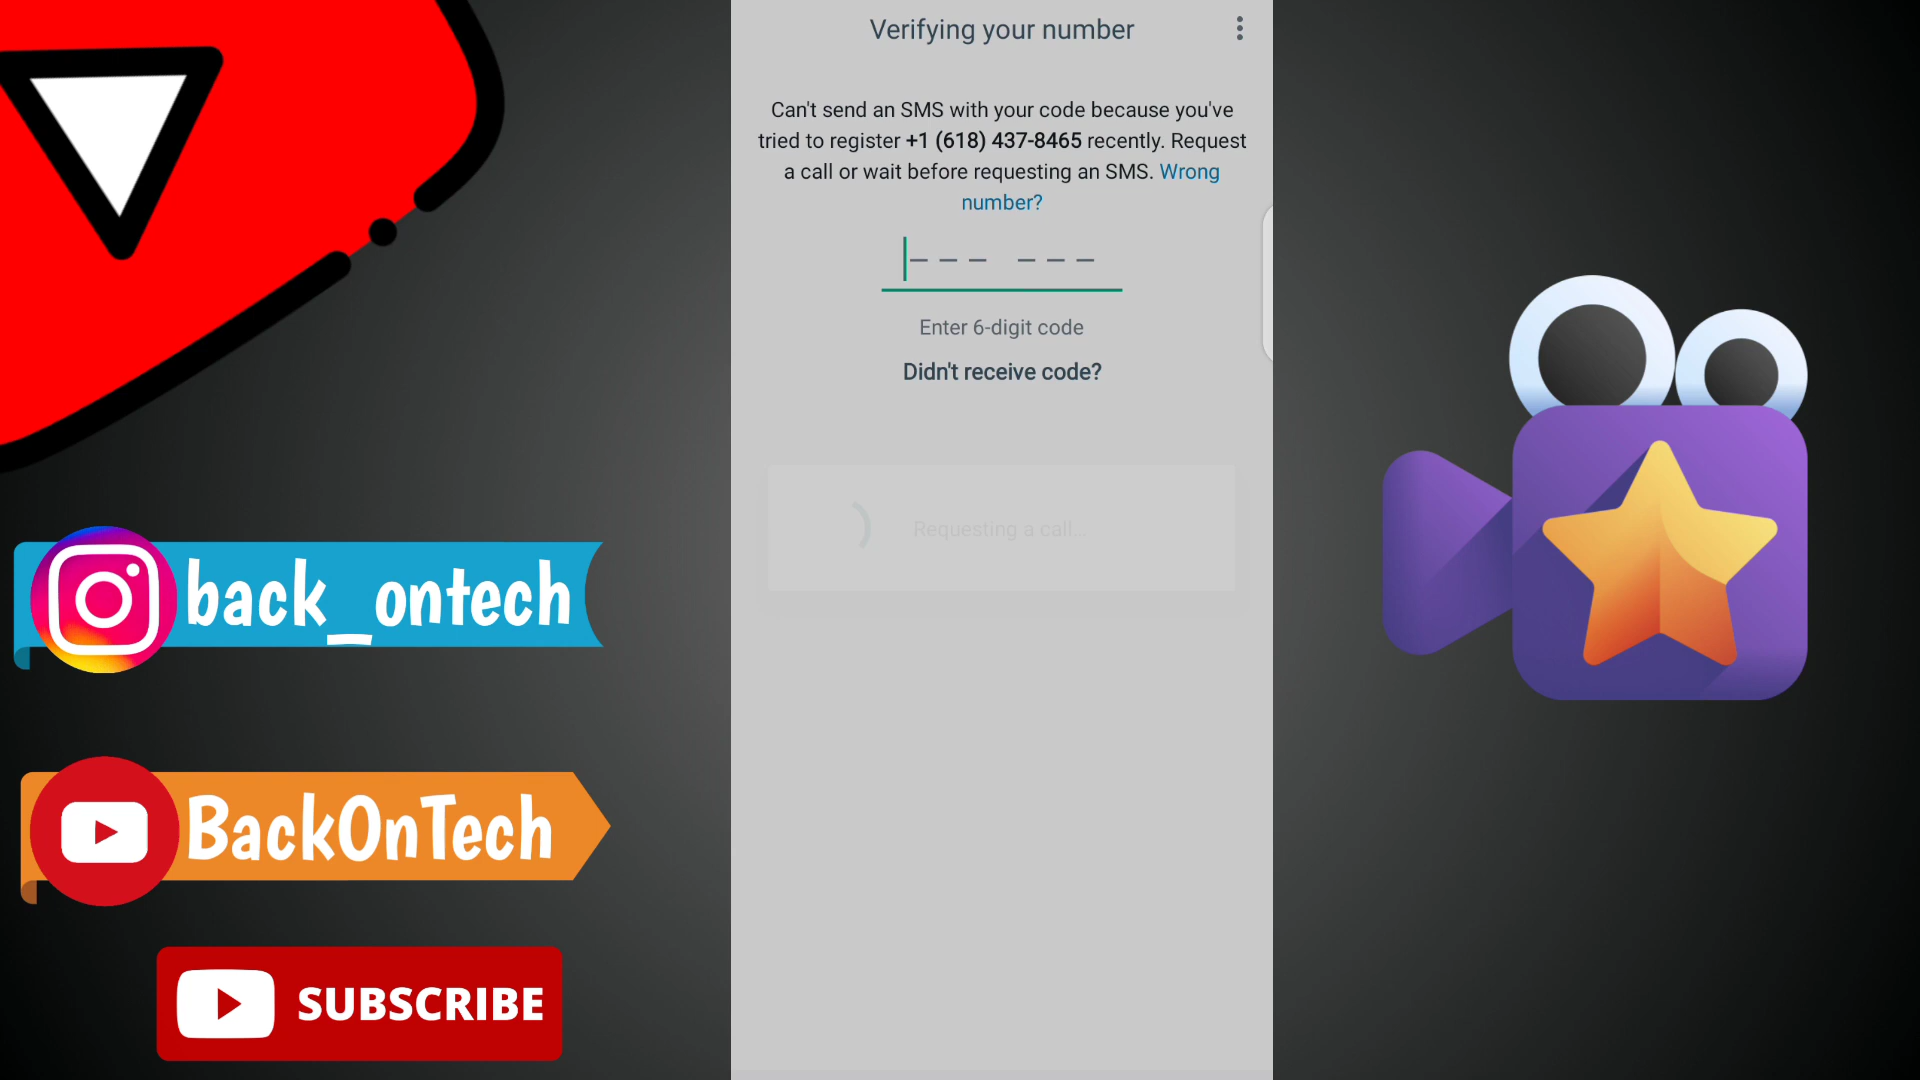 Verifying your number
Can't send an SMS with your code because you've
tried to register +1 (618) 437-8465 recently. Request
a call or wait before requesting an SMS. Wrong
number?
Enter 6-digit code
Didn't receive code?
Requesting a call...
back_ontech
BackOnTech
SUBSCRIBE